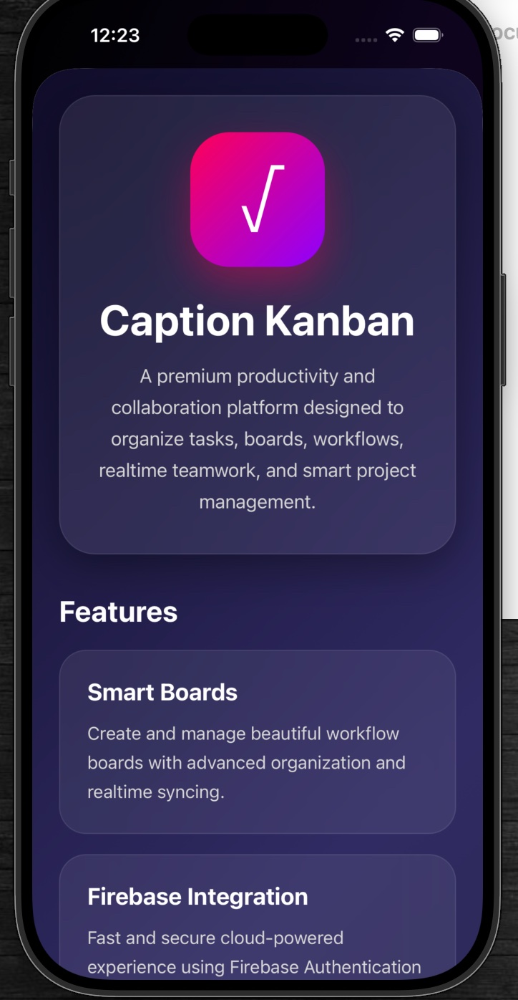 12:23
√
Caption Kanban
A premium productivity and
collaboration platform designed to
organize tasks, boards, workflows,
realtime teamwork, and smart project
management.
Features
Smart Boards
Create and manage beautiful workflow
boards with advanced organization and
realtime syncing.
Firebase Integration
Fast and secure cloud-powered
experience using Firebase Authentication